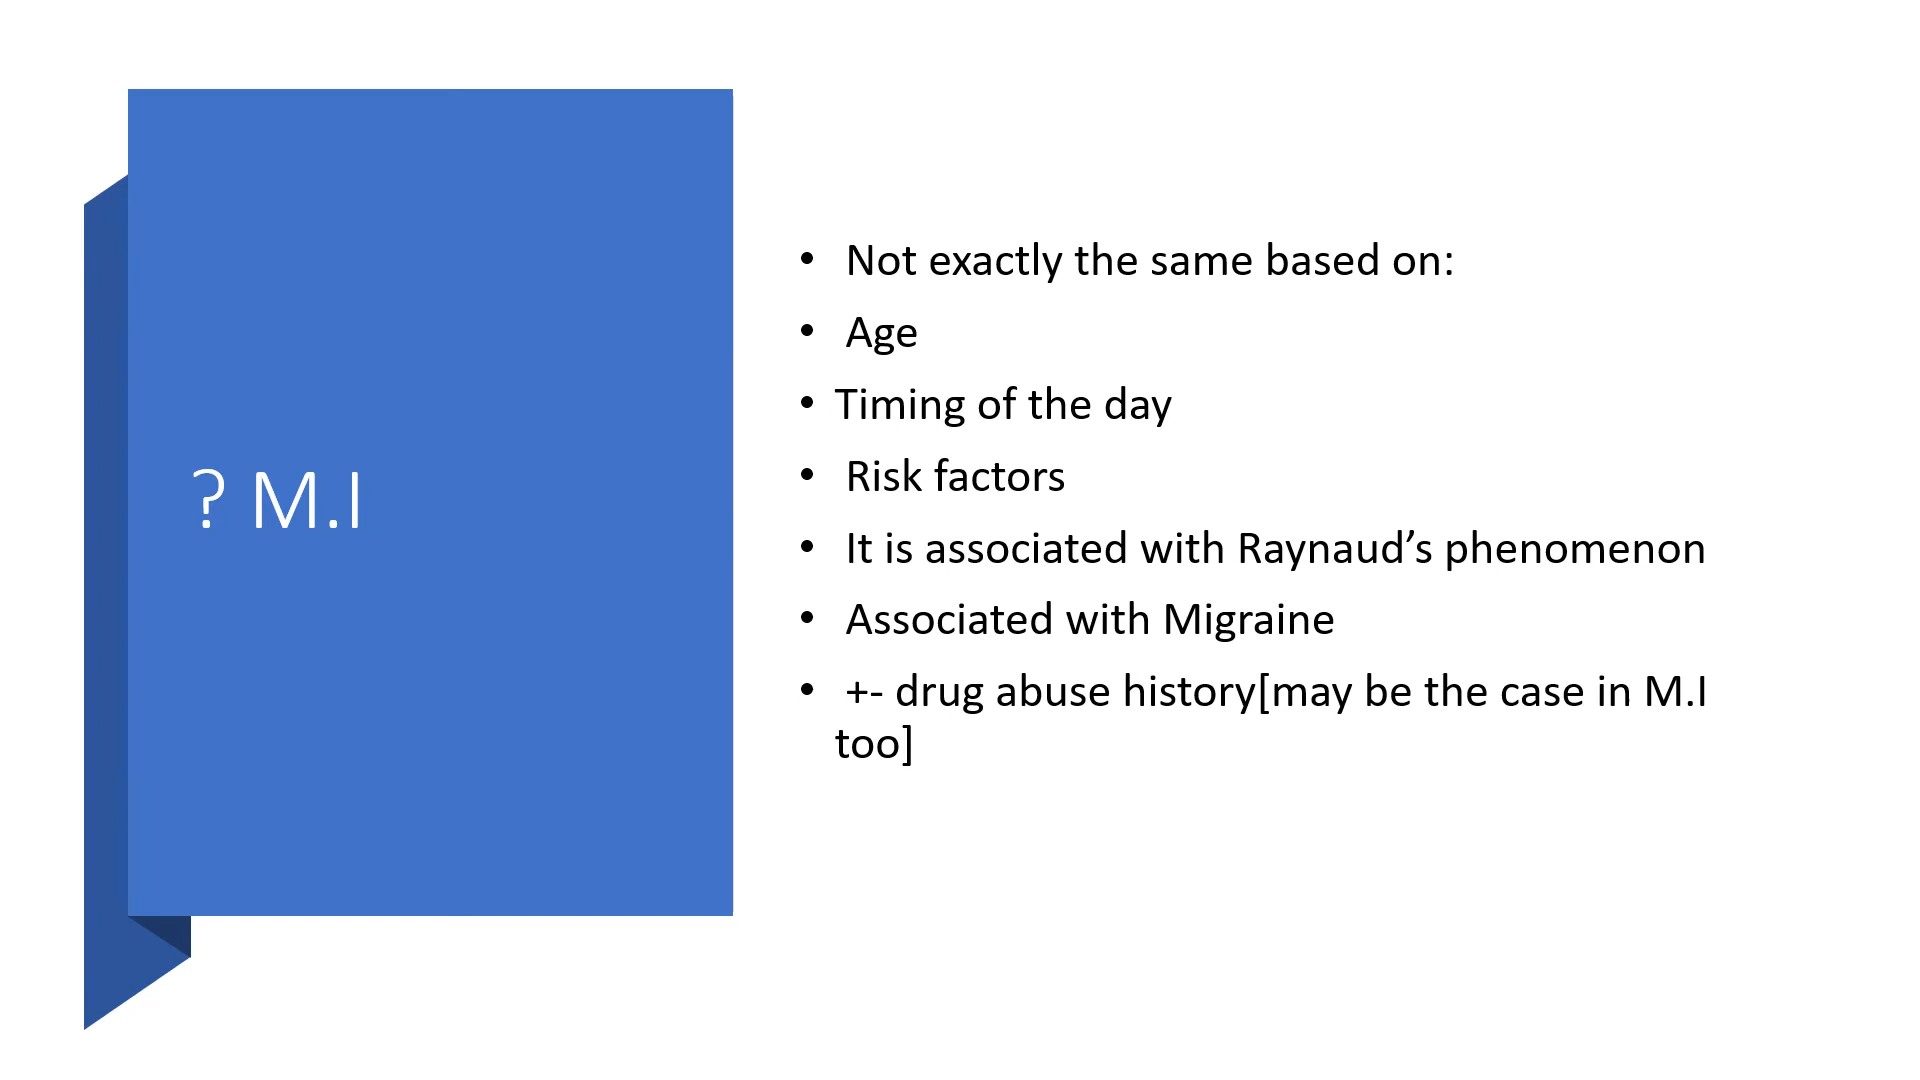 ? M.I
• Not exactly the same based on:
• Age
• Timing of the day
• Risk factors
• It is associated with Raynaud’s phenomenon
• Associated with Migraine
• +- drug abuse history[may be the case in M.I
too]